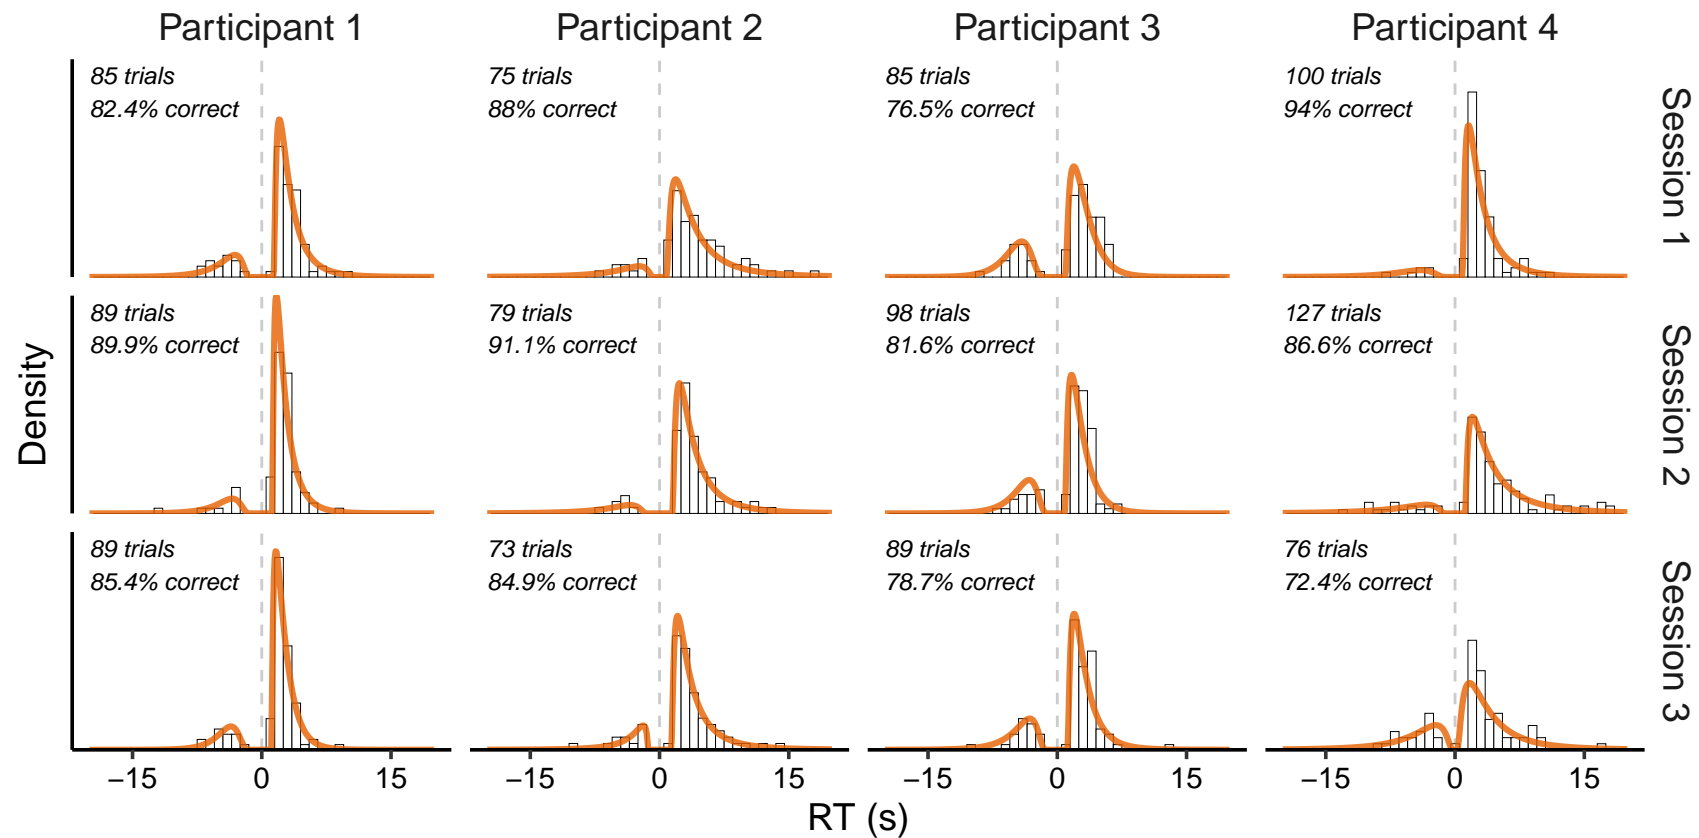 Participant 1
Participant 2
Participant 3
Participant 4
85 trials
82.4% correct
75 trials
88% correct
85 trials
76.5% correct
100 trials
94% correct
Session 1
89 trials
89.9% correct
79 trials
91.1% correct
98 trials
81.6% correct
127 trials
86.6% correct
Session 2
Density
89 trials
85.4% correct
73 trials
84.9% correct
89 trials
78.7% correct
76 trials
72.4% correct
Session 3
−15 0 15
−15 0 15
−15 0 15
−15 0 15
RT (s)